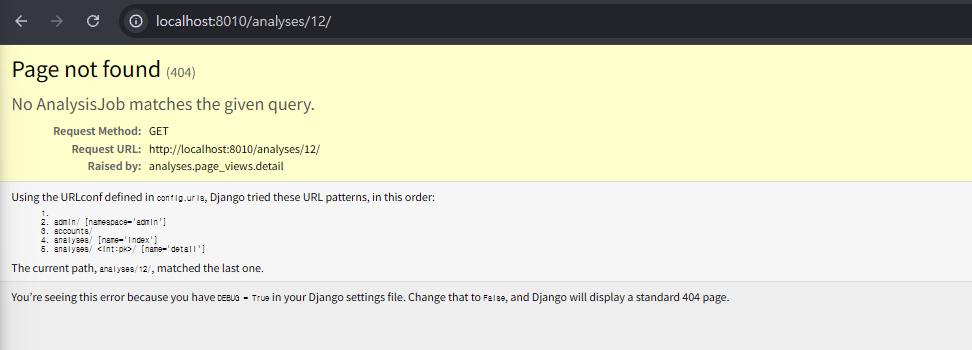 localhost:8010/analyses/12/
Page not found (404)
No AnalysisJob matches the given query.
Request Method: GET
Request URL: http://localhost:8010/analyses/12/
Raised by: analyses.page_views.detail
Using the URLconf defined in config.urls, Django tried these URL patterns, in this order:
1.
2. admin/ [namespace='admin']
3. accounts/
4. analyses/ [name='index']
5. analyses/ <int:pk>/ [name='detail']
The current path, analyses/12/, matched the last one.
You're seeing this error because you have DEBUG = True in your Django settings file. Change that to False, and Django will display a standard 404 page.